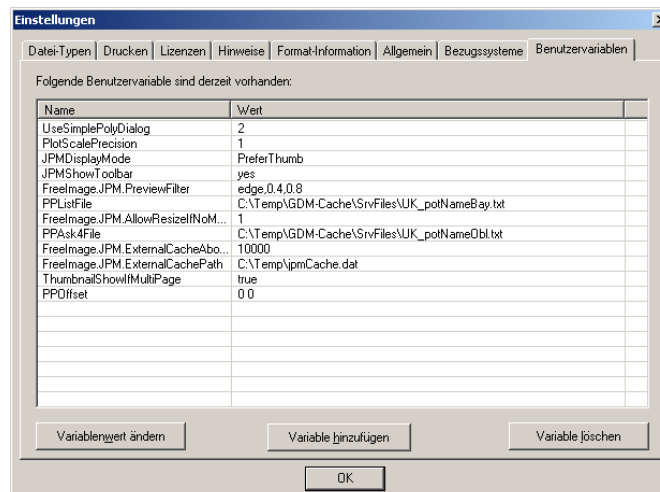 Einstellungen
Datei-Typen Drucken Lizenzen Hinweise Format-Information Allgemein Bezugssysteme Benutzervariablen
Folgende Benutzervariable sind derzeit vorhanden:
Name Wert
UseSimplePolyDialog 2
PlotScalePrecision 1
JPMDisplayMode PreferThumb
JPMShowToolbar yes
FreeImage.JPM.PreviewFilter edge,0.4,0.8
PPListFile C:\Temp\GDM-Cache\SrvFiles\UK_potNameBay.txt
FreeImage.JPM.AllowResizeIfNoM... 1
PPAsk4File C:\Temp\GDM-Cache\SrvFiles\UK_potNameObl.txt
FreeImage.JPM.ExternalCacheAbo... 10000
FreeImage.JPM.ExternalCachePath C:\Temp\jpmCache.dat
ThumbnailShowIfMultiPage true
PPOffset 0 0
Variablenwert ändern Variable hinzufügen Variable löschen
OK